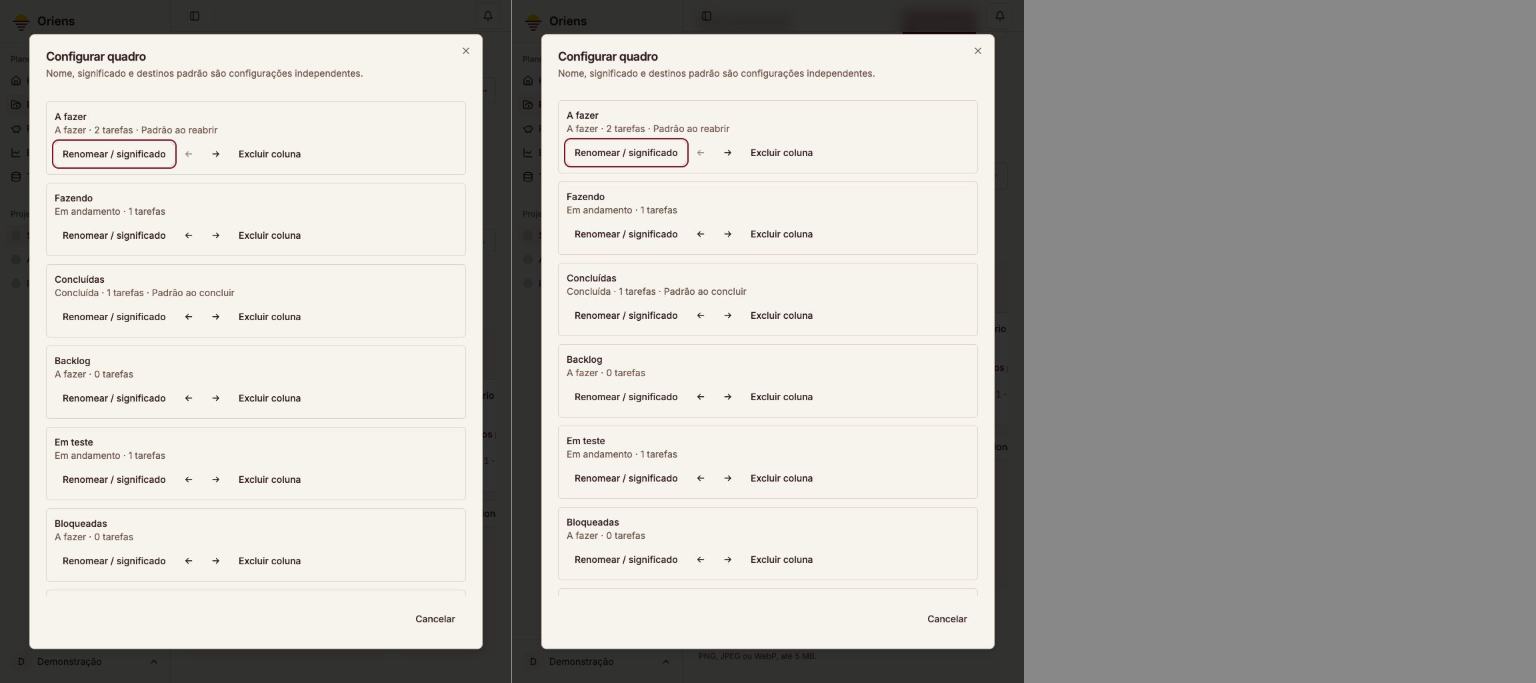 Oriens
Configurar quadro
Nome, significado e destinos padrão são configurações independentes.
A fazer
A fazer · 2 tarefas · Padrão ao reabrir
Renomear / significado ← → Excluir coluna
Fazendo
Em andamento · 1 tarefas
Renomear / significado ← → Excluir coluna
Concluídas
Concluída · 1 tarefas · Padrão ao concluir
Renomear / significado ← → Excluir coluna
Backlog
A fazer · 0 tarefas
Renomear / significado ← → Excluir coluna
Em teste
Em andamento · 1 tarefas
Renomear / significado ← → Excluir coluna
Bloqueadas
A fazer · 0 tarefas
Renomear / significado ← → Excluir coluna
Cancelar
D Demonstração
Oriens
Configurar quadro
Nome, significado e destinos padrão são configurações independentes.
A fazer
A fazer · 2 tarefas · Padrão ao reabrir
Renomear / significado ← → Excluir coluna
Fazendo
Em andamento · 1 tarefas
Renomear / significado ← → Excluir coluna
Concluídas
Concluída · 1 tarefas · Padrão ao concluir
Renomear / significado ← → Excluir coluna
Backlog
A fazer · 0 tarefas
Renomear / significado ← → Excluir coluna
Em teste
Em andamento · 1 tarefas
Renomear / significado ← → Excluir coluna
Bloqueadas
A fazer · 0 tarefas
Renomear / significado ← → Excluir coluna
Cancelar
D Demonstração
PNG, JPEG ou WebP, até 5 MB.